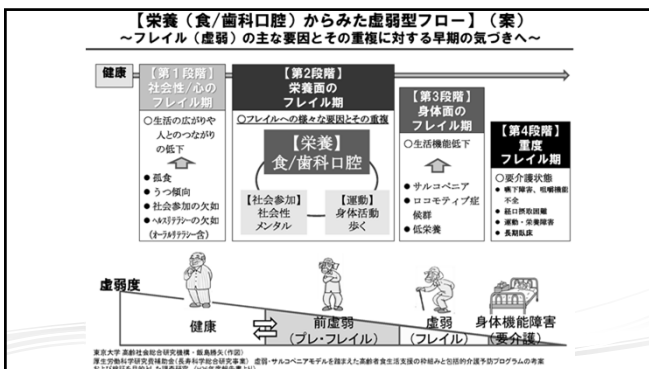 【栄養（食/歯科口腔）からみた虚弱型フロー】（案）
～フレイル（虚弱）の主な要因とその重複に対する早期の気づきへ～
健康
【第1段階】
社会性/心の
フレイル期
○生活の広がりや
人とのつながり
の低下
● 孤食
● うつ傾向
● 社会参加の欠如
● ヘルスリテラシーの欠如
(オーラルリテラシー含)
【第2段階】
栄養面の
フレイル期
○フレイルへの様々な要因とその重複
【栄養】
食/歯科口腔
【社会参加】
社会性
メンタル
【運動】
身体活動
歩く
【第3段階】
身体面の
フレイル期
○生活機能低下
● サルコペニア
● ロコモティブ症
候群
● 低栄養
【第4段階】
重度
フレイル期
○要介護状態
● 嚥下障害、咀嚼機能
不全
● 経口摂取困難
● 運動・栄養障害
● 長期臥床
虚弱度
健康
前虚弱
（プレ・フレイル）
虚弱
（フレイル）
身体機能障害
（要介護）
東京大学 高齢社会総合研究機構・飯島勝矢（作図）
厚生労働科学研究費補助金（長寿科学総合研究事業） 虚弱・サルコペニアモデルを踏まえた高齢者食生活支援の枠組みと包括的介護予防プログラムの考案